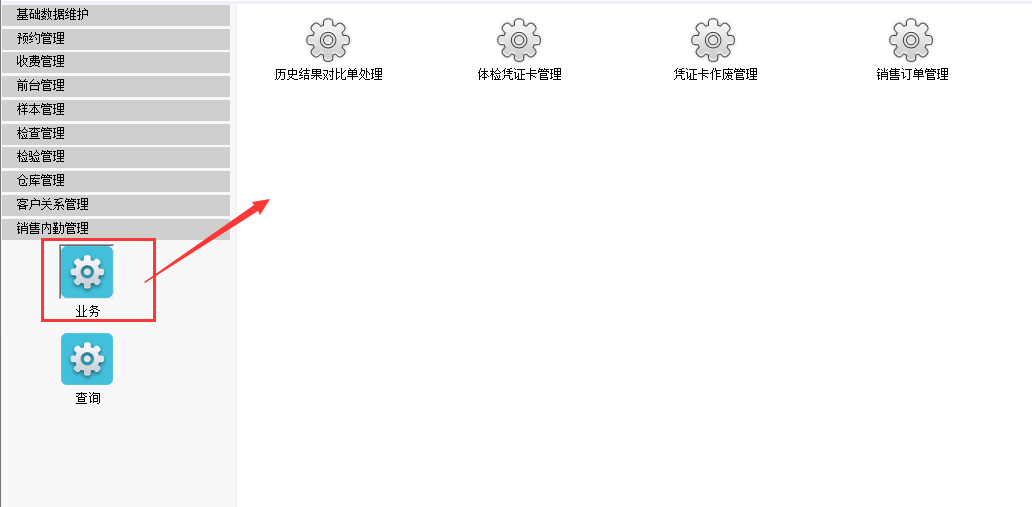 基础数据维护
预约管理
收费管理
前台管理
样本管理
检查管理
检验管理
仓库管理
客户关系管理
销售内勤管理
业务
查询
历史结果对比单处理
体检凭证卡管理
凭证卡作废管理
销售订单管理